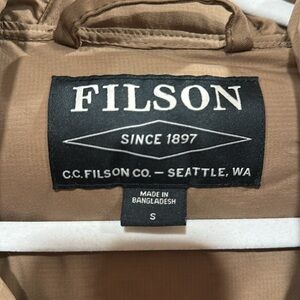 FILSON
SINCE 1897
C.C.FILSON CO. — SEATTLE, WA
MADE IN
BANGLADESH
S